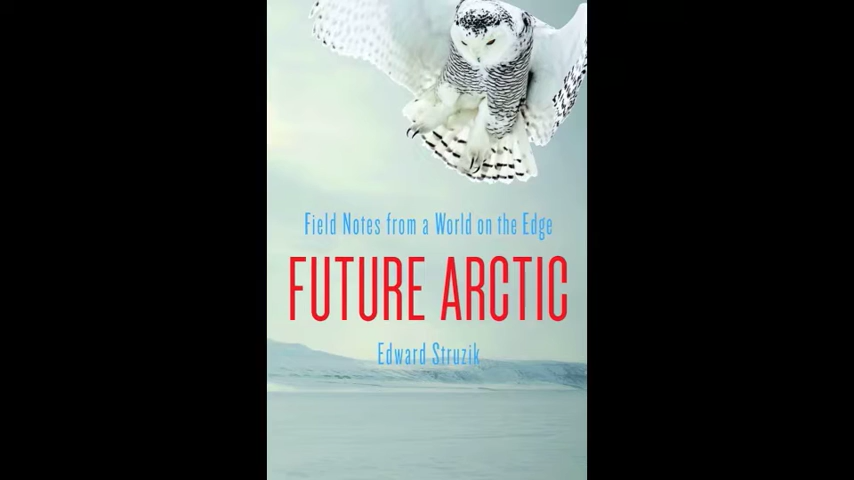 Field Notes from a World on the Edge
FUTURE ARCTIC
Edward Struzik